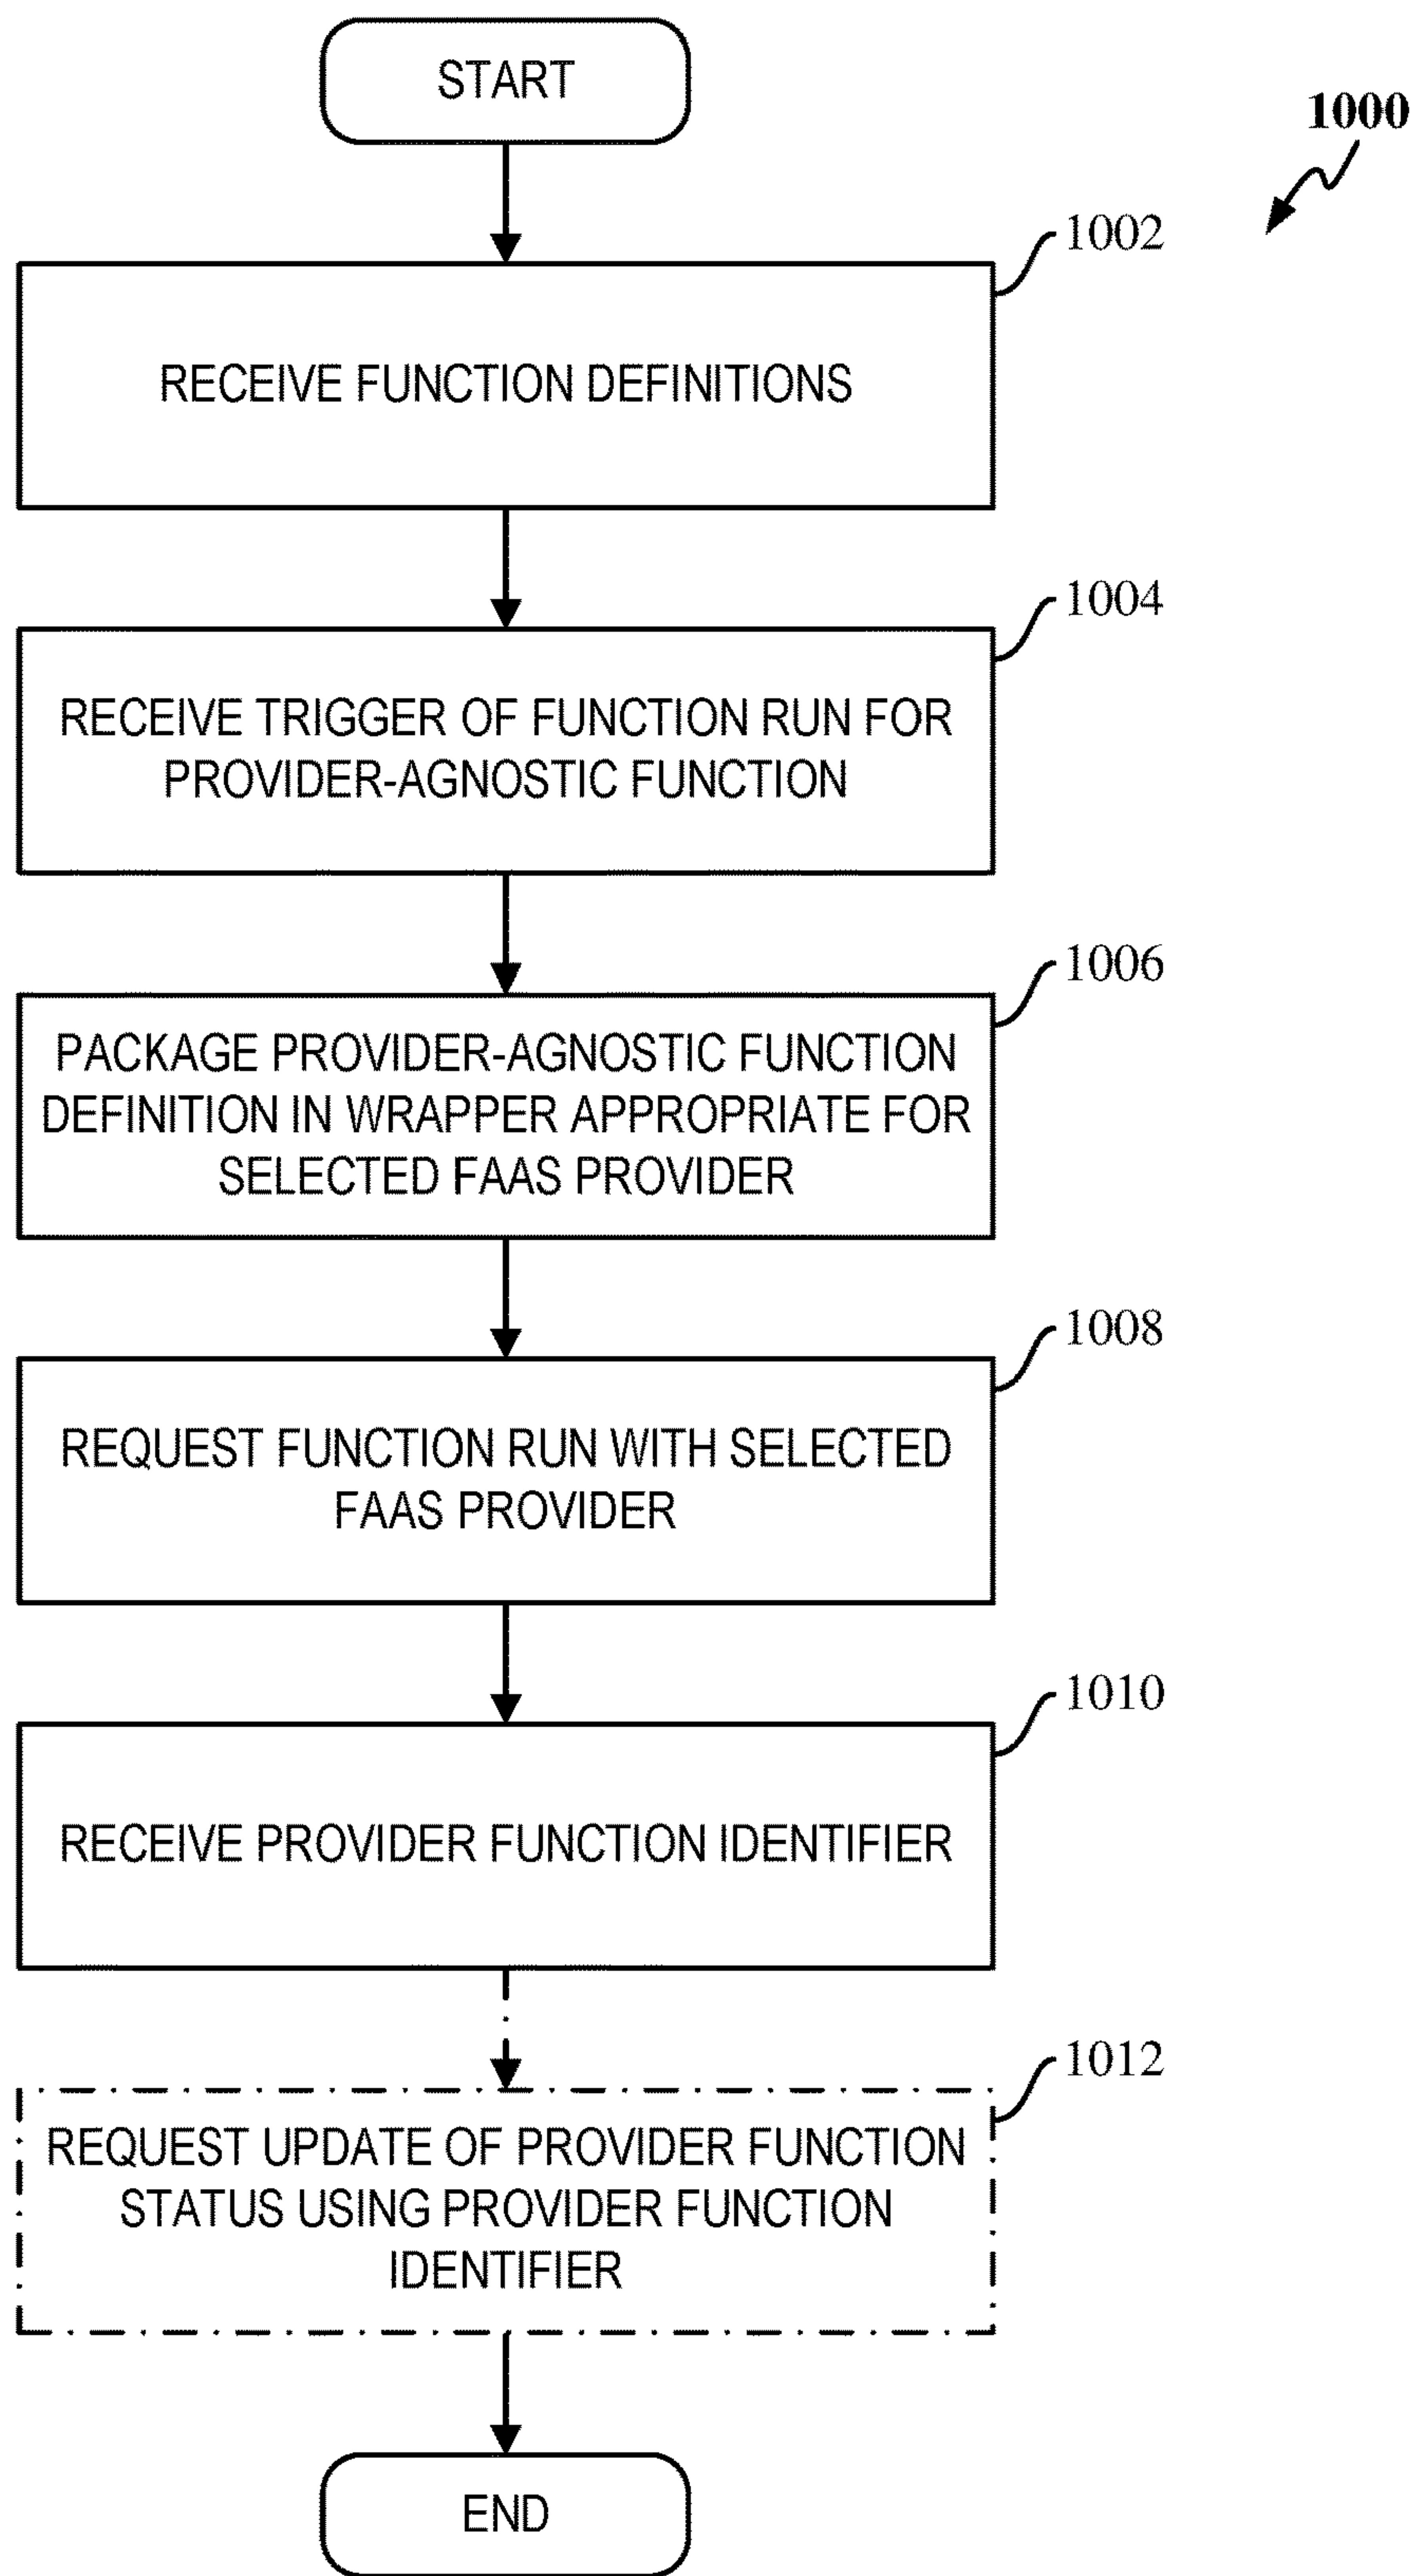 START
1000
1002
RECEIVE FUNCTION DEFINITIONS
1004
RECEIVE TRIGGER OF FUNCTION RUN FOR
PROVIDER-AGNOSTIC FUNCTION
1006
PACKAGE PROVIDER-AGNOSTIC FUNCTION
DEFINITION IN WRAPPER APPROPRIATE FOR
SELECTED FAAS PROVIDER
1008
REQUEST FUNCTION RUN WITH SELECTED
FAAS PROVIDER
1010
RECEIVE PROVIDER FUNCTION IDENTIFIER
1012
REQUEST UPDATE OF PROVIDER FUNCTION
STATUS USING PROVIDER FUNCTION
IDENTIFIER
END